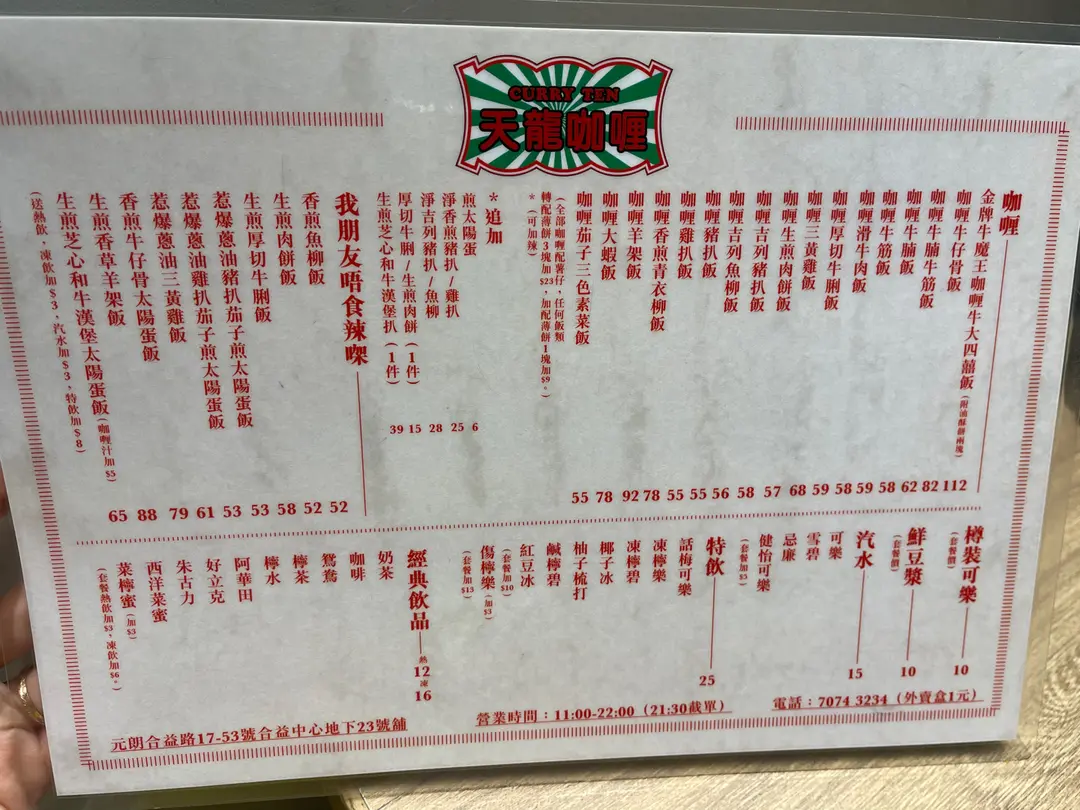 CURRY TEN
天龍咖喱
咖喱
金牌牛魔王咖喱牛大四囍飯(附油酥餅兩塊) 112
咖喱牛仔骨飯 82
咖喱牛腩牛筋飯 62
咖喱牛腩飯 58
咖喱牛筋飯 59
咖喱滑牛肉飯 58
咖喱厚切牛脷飯 59
咖喱三黃雞飯 68
咖喱生煎肉餅飯 57
咖喱吉列豬扒飯 58
咖喱吉列魚柳飯 56
咖喱豬扒飯 55
咖喱雞扒飯 55
咖喱香煎青衣柳飯 78
咖喱羊架飯 92
咖喱大蝦飯 78
咖喱茄子三色素菜飯 55
(全部咖喱配薯仔,任何飯類
轉配薄餅3塊加$23,加配薄餅1塊加$9。)
*(可加辣)
*追加
煎太陽蛋 6
淨香煎豬扒/雞扒 25
淨吉列豬扒/魚柳 28
厚切牛脷/生煎肉餅(1件) 15
生煎芝心和牛漢堡扒(1件) 39
我朋友唔食辣㗎
香煎魚柳飯 52
生煎肉餅飯 52
生煎厚切牛脷飯 58
惹爆蔥油豬扒茄子煎太陽蛋飯 53
惹爆蔥油雞扒茄子煎太陽蛋飯 53
惹爆蔥油三黃雞飯 61
香煎牛仔骨太陽蛋飯 79
生煎香草羊架飯 88
生煎芝心和牛漢堡太陽蛋飯(咖喱汁加$5) 65
(送熱飲,凍飲加$3,汽水加$3,特飲加$8)
樽裝可樂 10
(套餐價)
鮮豆漿 10
(套餐價)
汽水 15
可樂
雪碧
忌廉
健怡可樂
(套餐加$5)
特飲 25
話梅可樂
凍檸樂
凍檸碧
椰子冰
柚子梳打
鹹檸碧
紅豆冰
(套餐加$10)
傷檸樂(加$3)
(套餐加$13)
經典飲品 熱12 凍16
奶茶
咖啡
鴛鴦
檸茶
檸水
阿華田
好立克
朱古力
西洋菜蜜
菜檸蜜(加$3)
(套餐熱飲加$3,凍飲加$6。)
電話:7074 3234(外賣盒1元)
營業時間:11:00-22:00(21:30截單)
元朗合益路17-53號合益中心地下23號舖